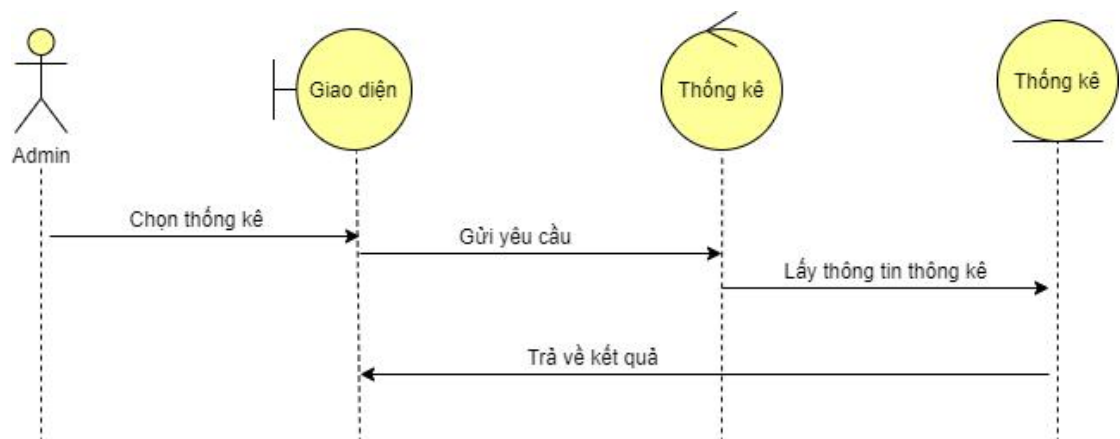 Giao diện
Thống kê
Thống kê
Admin
Chọn thống kê
Gửi yêu cầu
Lấy thông tin thông kê
Trả về kết quả